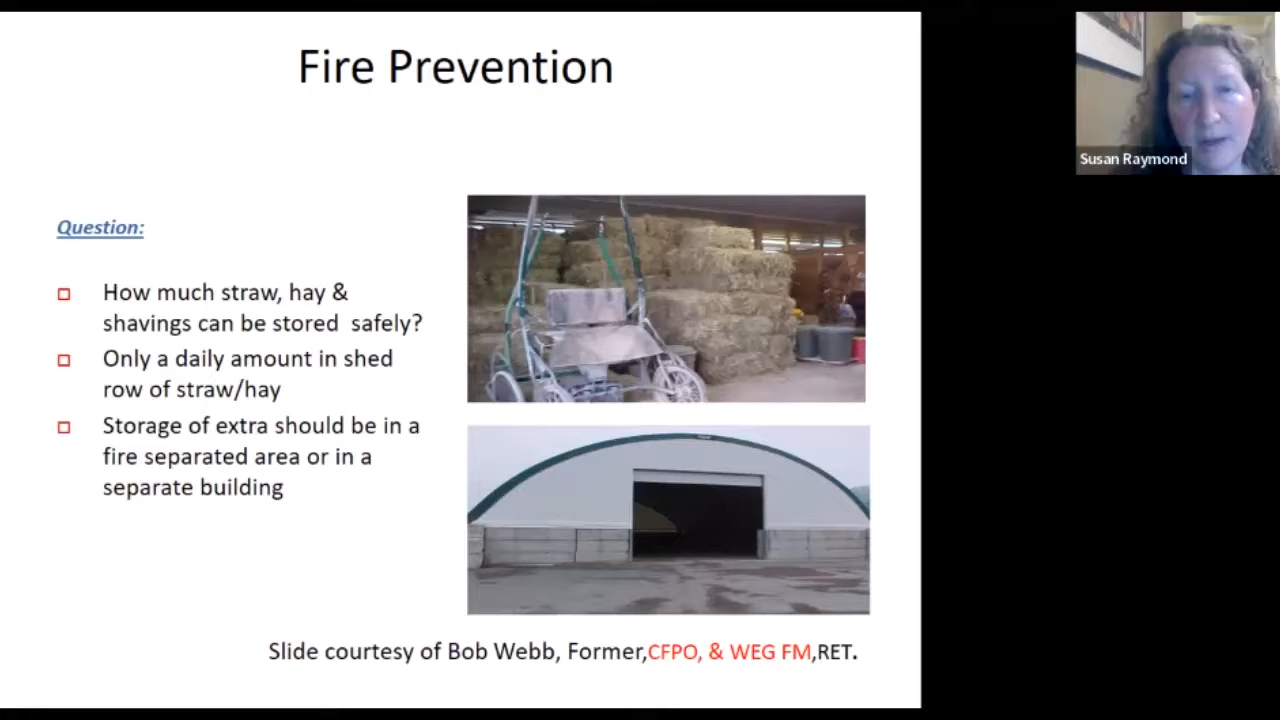 Fire Prevention
Susan Raymond
Question:
How much straw, hay &
shavings can be stored safely?
Only a daily amount in shed
row of straw/hay
Storage of extra should be in a
fire separated area or in a
separate building
Slide courtesy of Bob Webb, Former,CFPO, & WEG FM,RET.